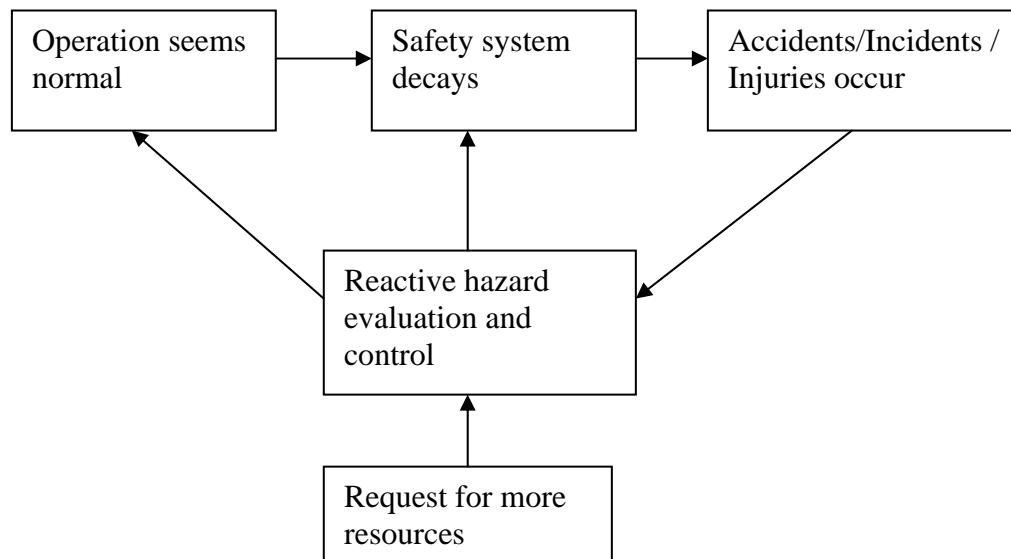 Operation seems
normal
Safety system
decays
Accidents/Incidents /
Injuries occur
Reactive hazard
evaluation and
control
Request for more
resources